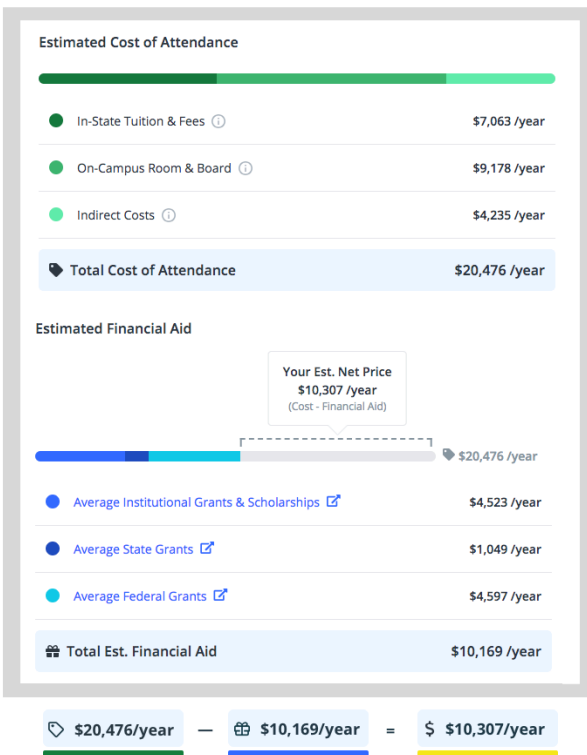 Estimated Cost of Attendance
In-State Tuition & Fees $7,063 /year
On-Campus Room & Board $9,178 /year
Indirect Costs $4,235 /year
Total Cost of Attendance $20,476 /year
Estimated Financial Aid
Your Est. Net Price
$10,307 /year
(Cost - Financial Aid)
$20,476 /year
Average Institutional Grants & Scholarships $4,523 /year
Average State Grants $1,049 /year
Average Federal Grants $4,597 /year
Total Est. Financial Aid $10,169 /year
$20,476/year — $10,169/year = $ $10,307/year